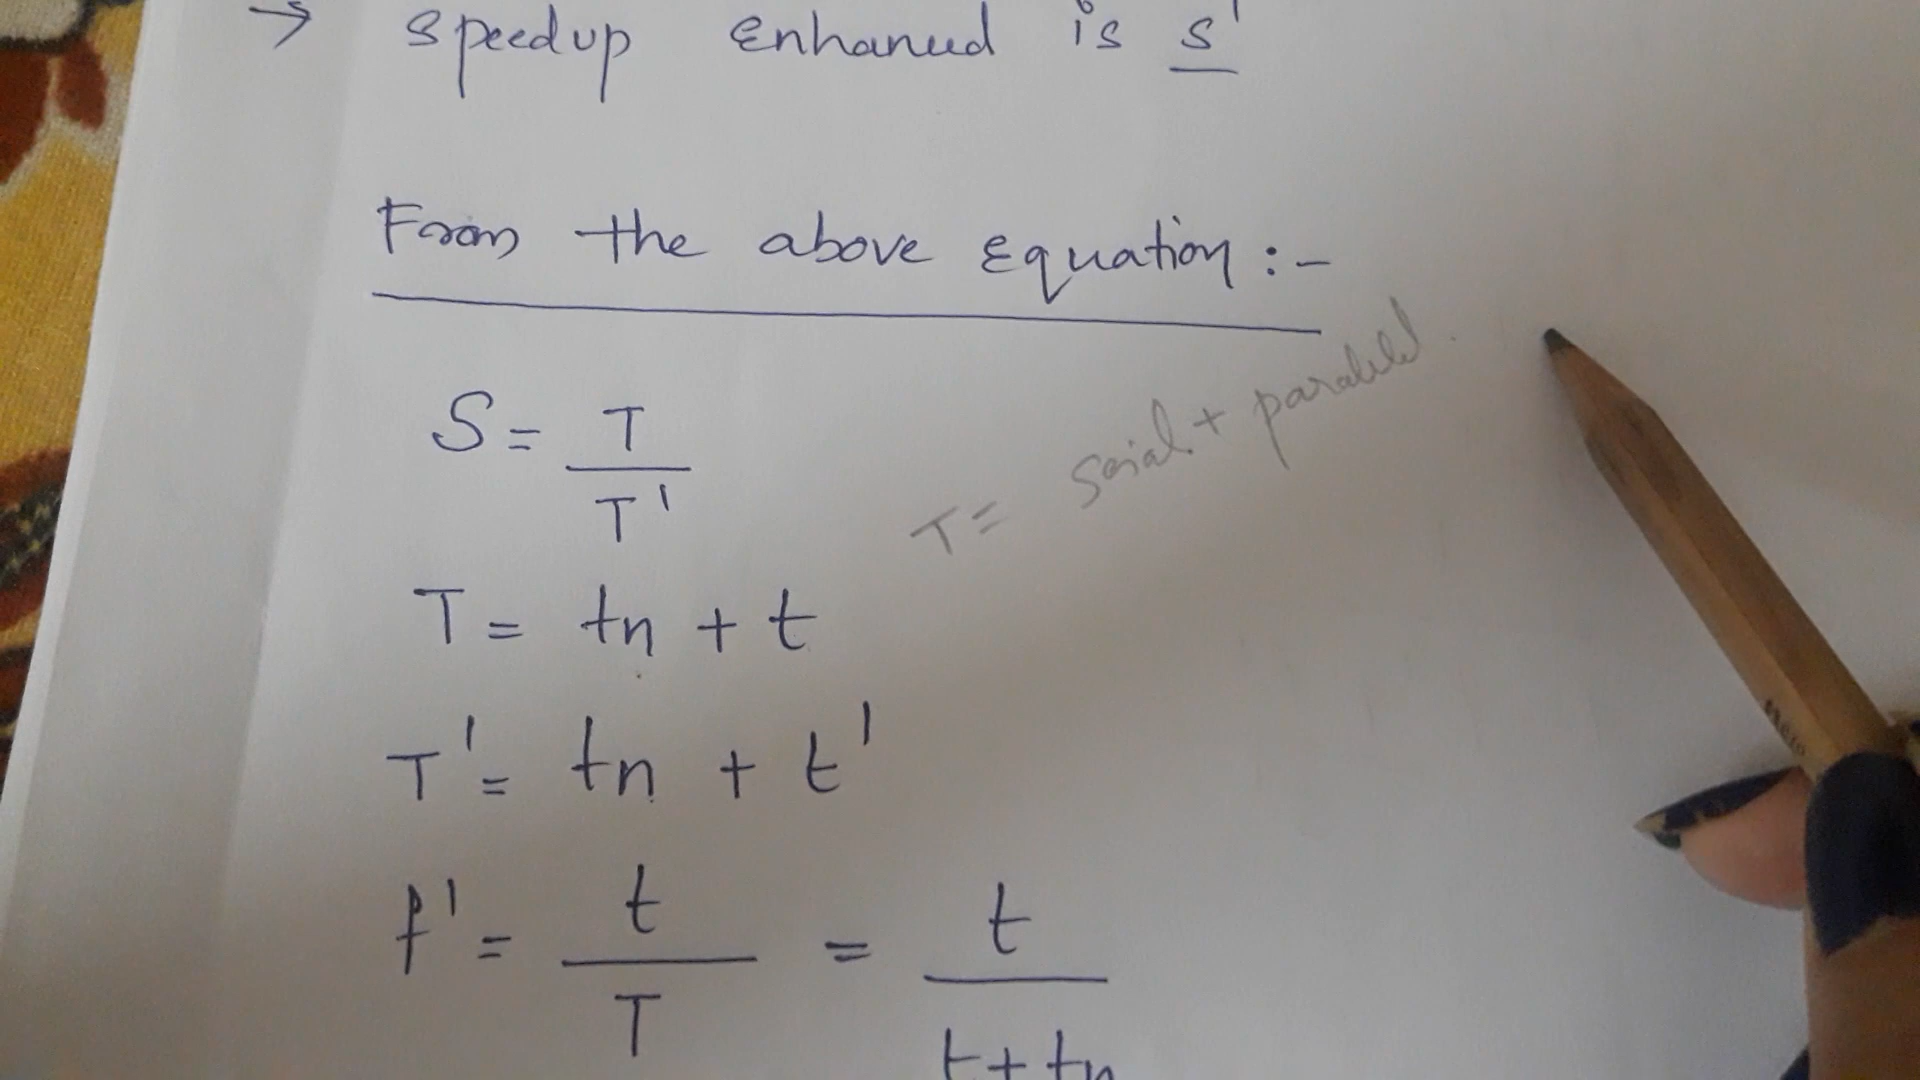 → speedup enhanced is s'
From the above equation :-
S = T / T'
T = serial + parallel.
T = tn + t
T' = tn + t'
f' = t / T = t / t + tn